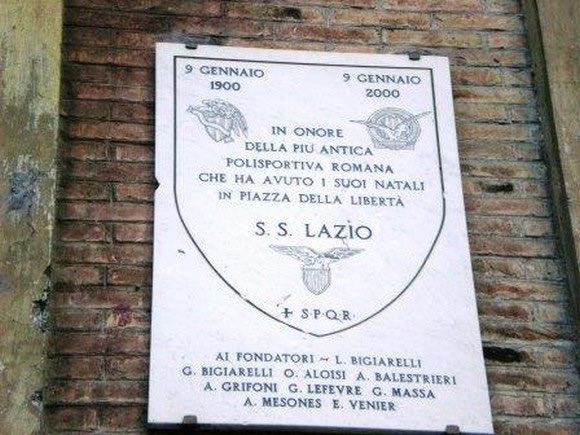 9 GENNAIO 9 GENNAIO
1900 2000
IN ONORE
DELLA PIÙ ANTICA
POLISPORTIVA ROMANA
CHE HA AVUTO I SUOI NATALI
IN PIAZZA DELLA LIBERTÀ
S. S. LAZIO
S·P·Q·R·
AI FONDATORI ~ L. BIGIARELLI
G. BIGIARELLI O. ALOISI A. BALESTRIERI
A. GRIFONI G. LEFEVRE G. MASSA
A. MESONES E. VENIER